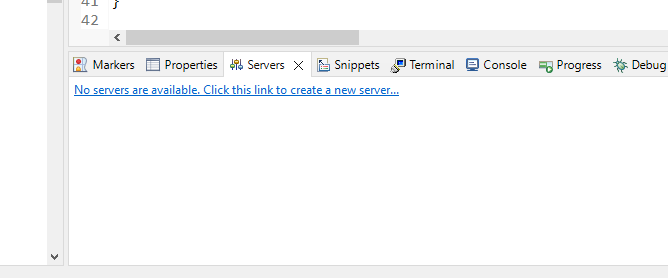 41 }
42
Markers Properties Servers Snippets Terminal Console Progress Debug
No servers are available. Click this link to create a new server...